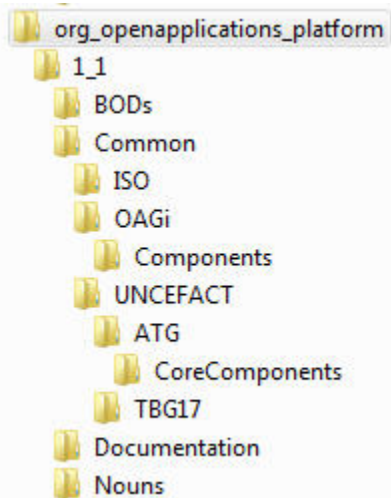 org_openapplications_platform
1_1
BODs
Common
ISO
OAGi
Components
UNCEFACT
ATG
CoreComponents
TBG17
Documentation
Nouns